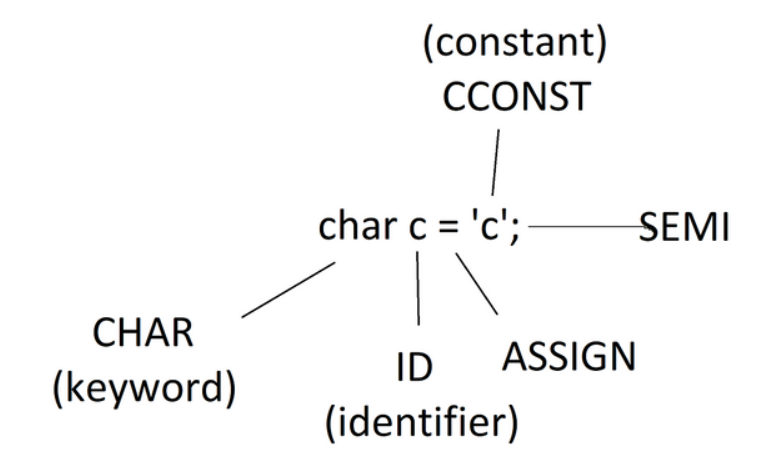 (constant)
CCONST
char c = 'c';
SEMI
CHAR
(keyword)
ID
(identifier)
ASSIGN